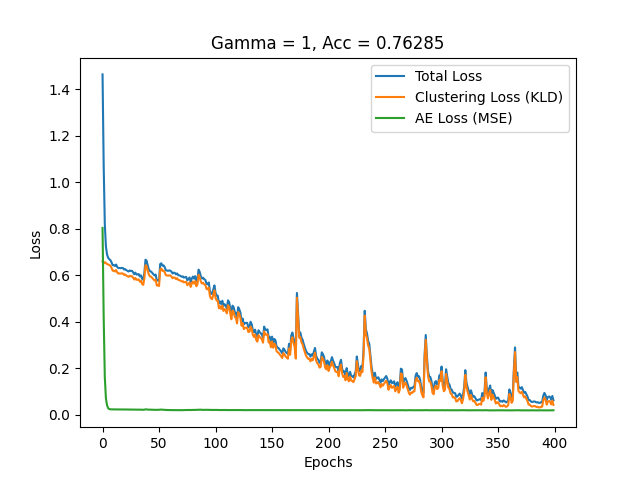 Gamma = 1, Acc = 0.76285
Total Loss
Clustering Loss (KLD)
AE Loss (MSE)
Loss
1.4
1.2
1.0
0.8
0.6
0.4
0.2
0.0
0 50 100 150 200 250 300 350 400
Epochs